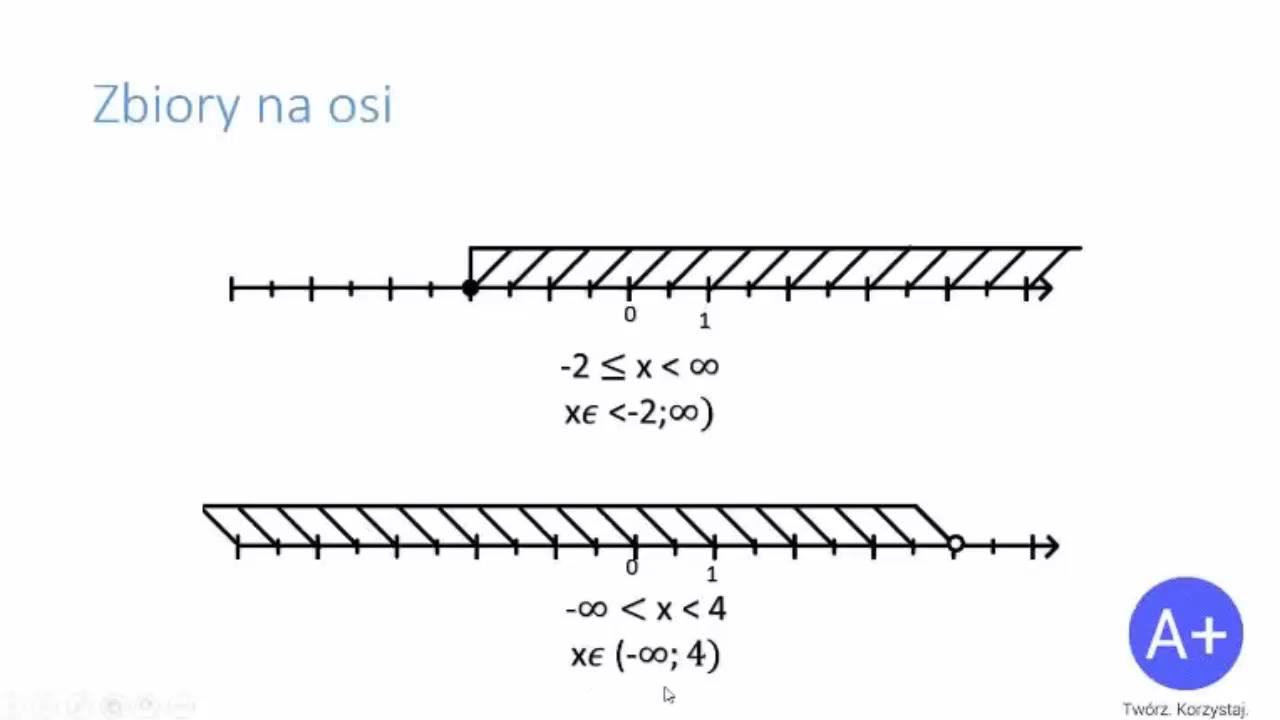 Zbiory na osi
0
1
-2 ≤ x < ∞
xϵ <-2;∞)
0
1
-∞ < x < 4
xϵ (-∞; 4)
A+
Twórz. Korzystaj.